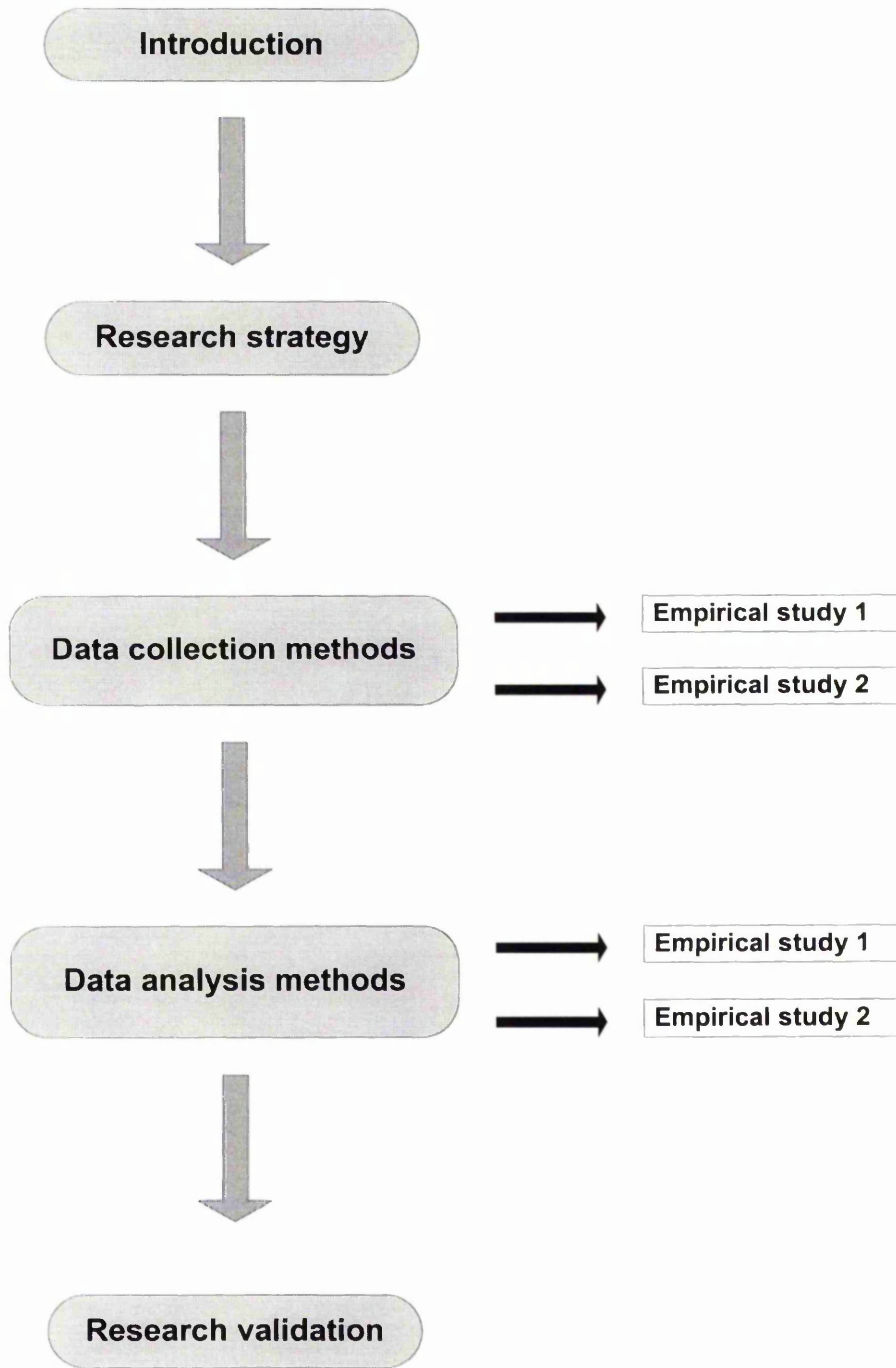 Introduction
Research strategy
Data collection methods
Empirical study 1
Empirical study 2
Data analysis methods
Empirical study 1
Empirical study 2
Research validation